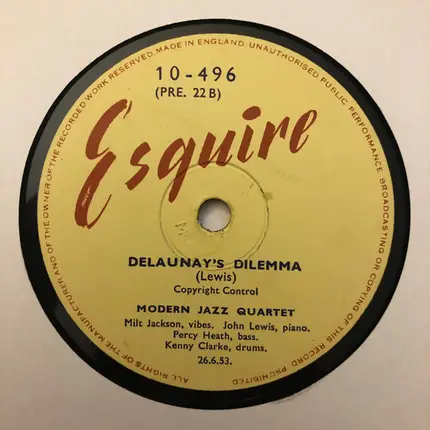 ALL RIGHTS OF THE MANUFACTURER AND OF THE OWNER OF THE RECORDED WORK RESERVED. MADE IN ENGLAND. UNAUTHORISED PUBLIC PERFORMANCE, BROADCASTING OR COPYING OF THIS RECORD PROHIBITED
10-496
(PRE. 22 B)
Esquire
M
DELAUNAY'S DILEMMA
(Lewis)
Copyright Control
MODERN JAZZ QUARTET
Milt Jackson, vibes. John Lewis, piano.
Percy Heath, bass.
Kenny Clarke, drums.
26.6.53.